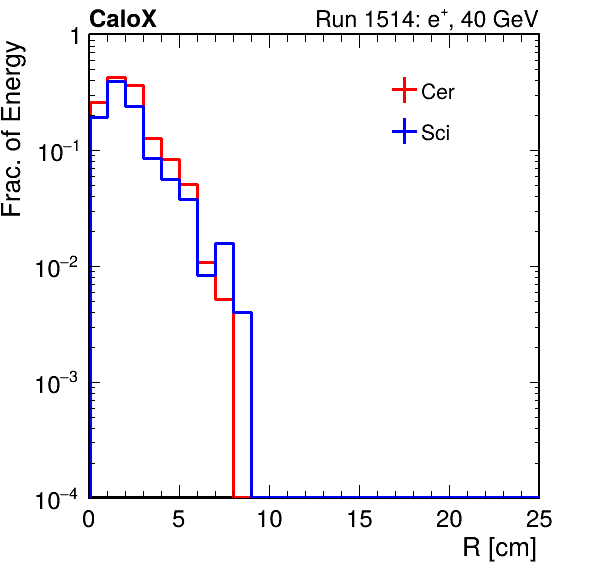 CaloX Run 1514: e⁺, 40 GeV
Frac. of Energy
1
10⁻¹
10⁻²
10⁻³
10⁻⁴
Cer
Sci
0 5 10 15 20 25
R [cm]